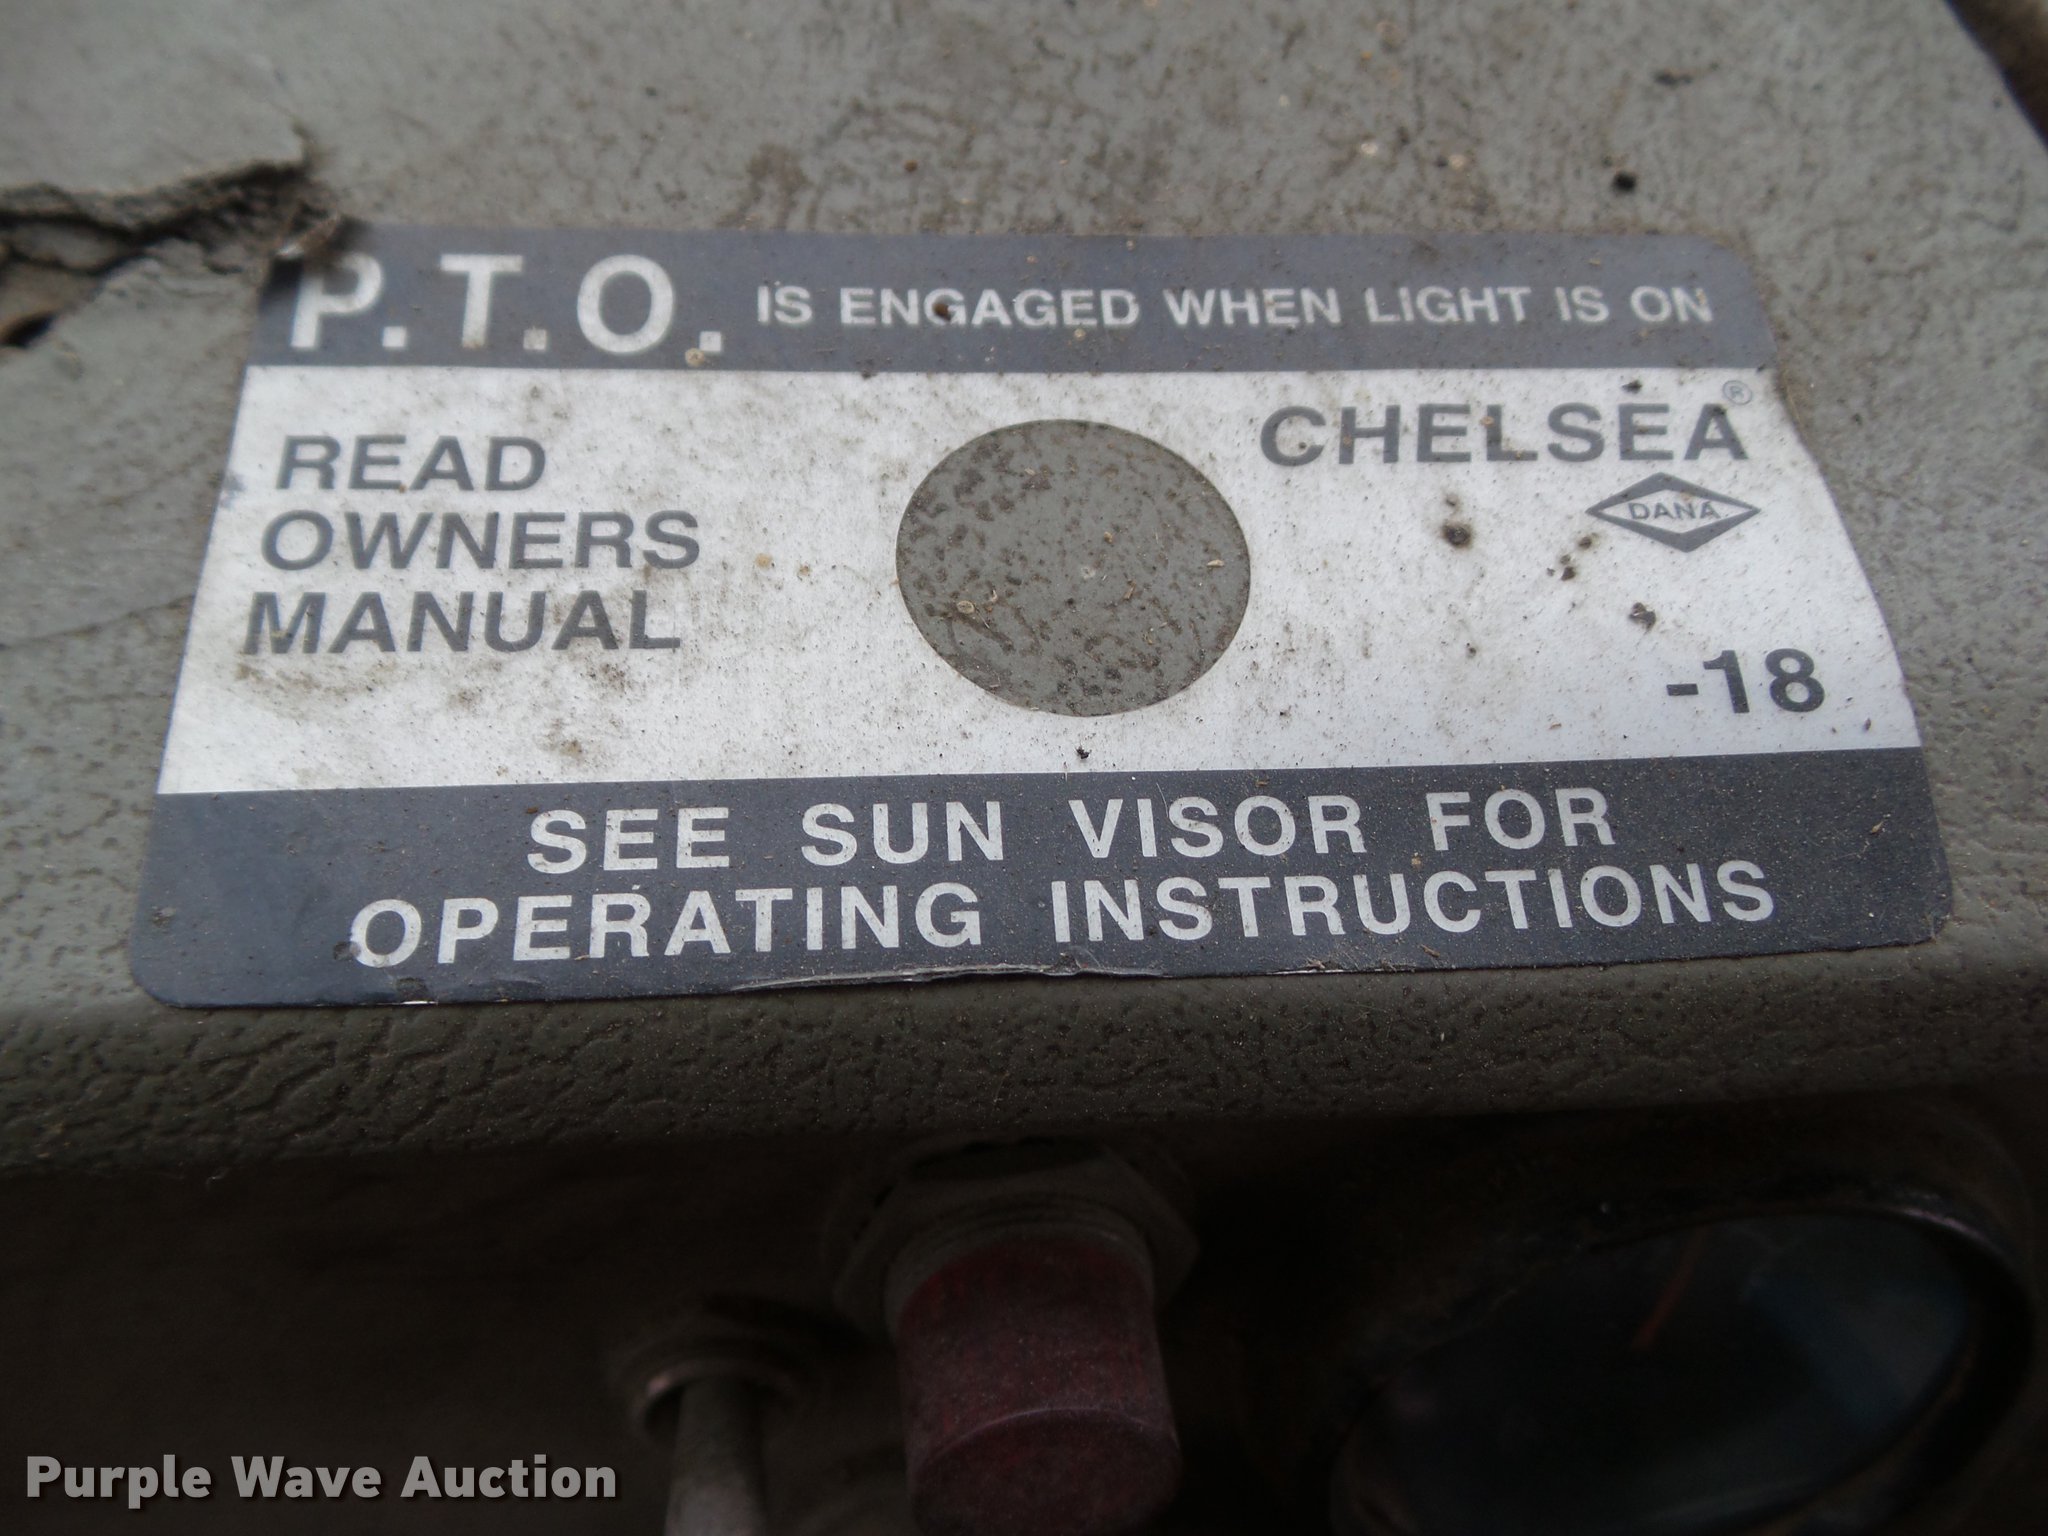 P.T.O. IS ENGAGED WHEN LIGHT IS ON
READ
OWNERS
MANUAL
CHELSEA®
DANA
-18
SEE SUN VISOR FOR
OPERATING INSTRUCTIONS
Purple Wave Auction